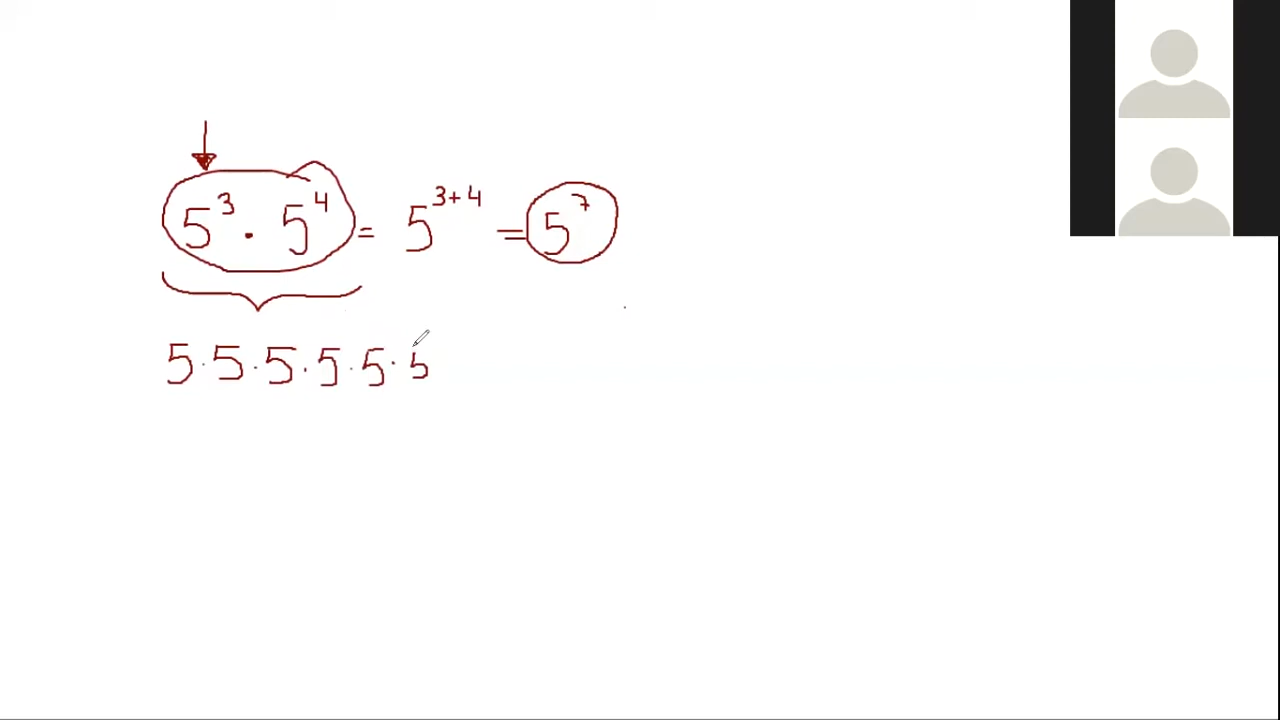 5³ · 5⁴ = 5³⁺⁴ = 5⁷
5 · 5 · 5 · 5 · 5 · 5